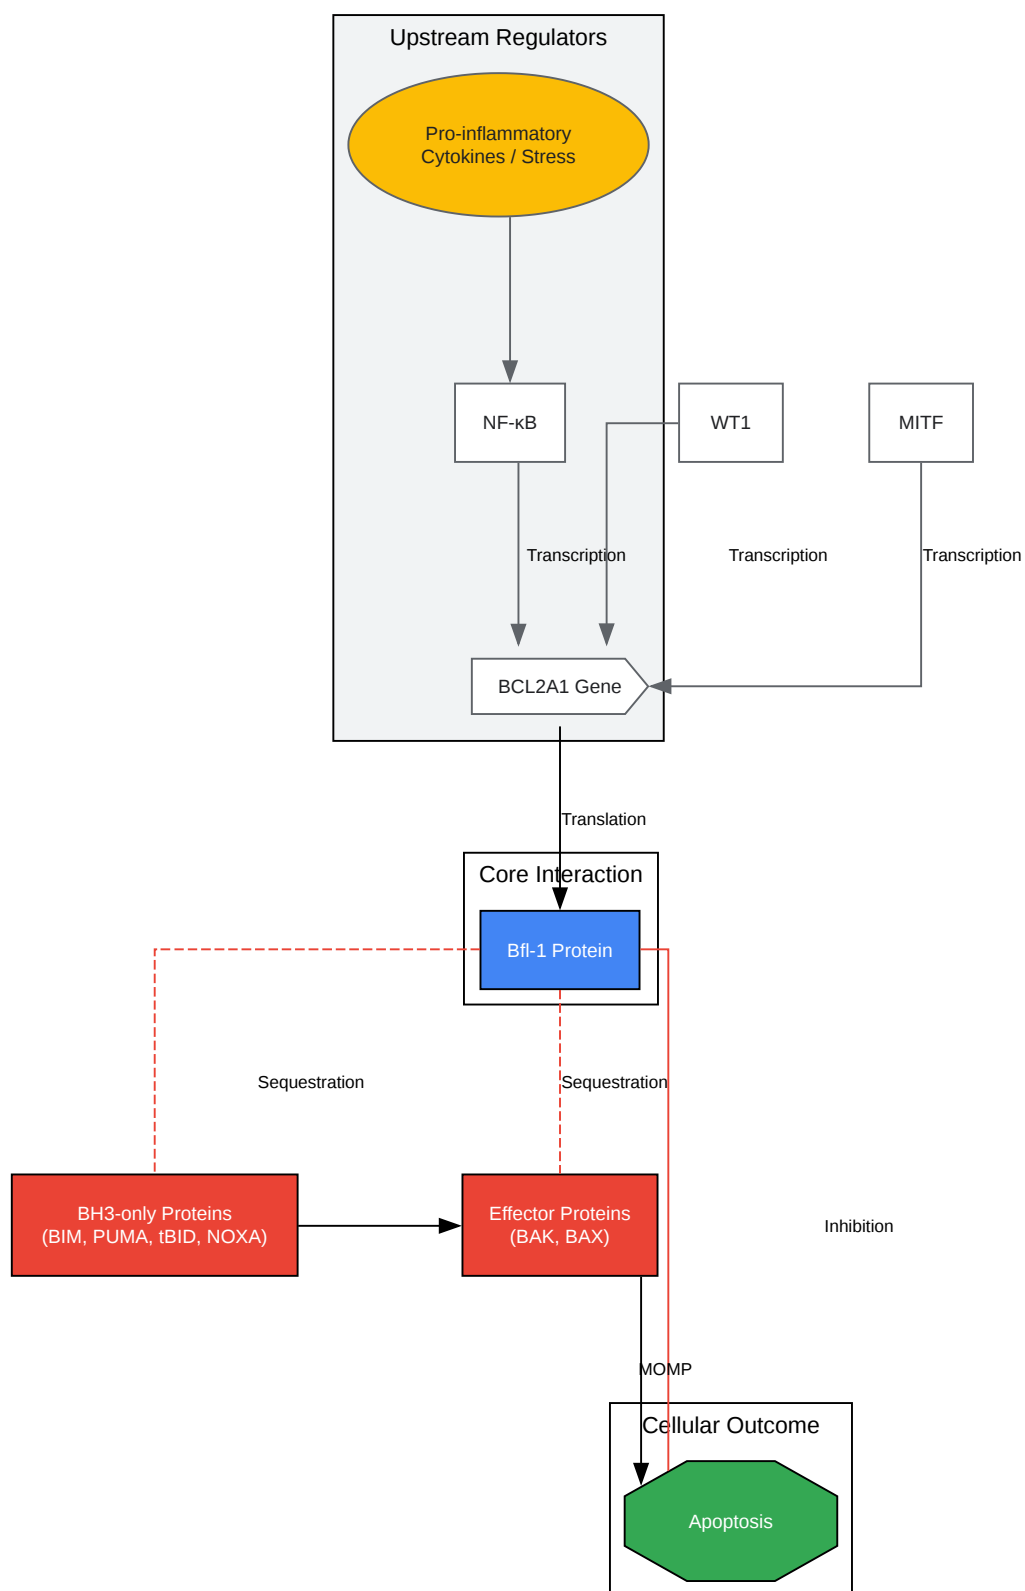 Upstream Regulators
Pro-inflammatory
Cytokines / Stress
NF-κB
WT1
MITF
Transcription
Transcription
Transcription
BCL2A1 Gene
Translation
Core Interaction
Bfl-1 Protein
Sequestration
Sequestration
BH3-only Proteins
(BIM, PUMA, tBID, NOXA)
Effector Proteins
(BAK, BAX)
Inhibition
MOMP
Cellular Outcome
Apoptosis